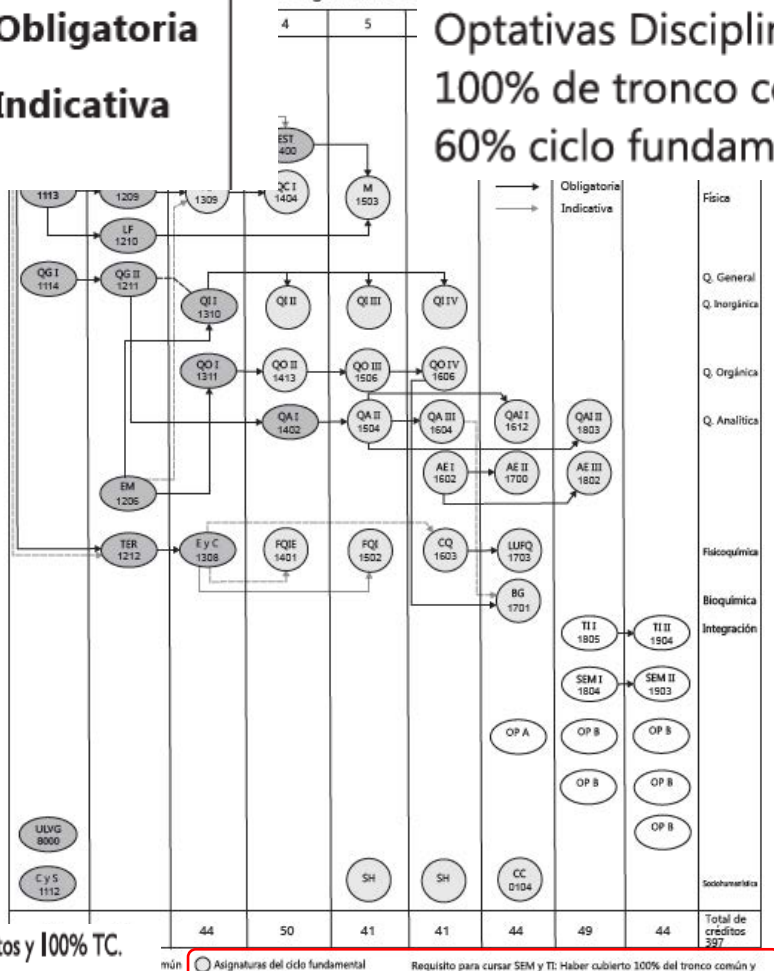 Obligatoria
Indicativa
4 5
Optativas Disciplin
100% de tronco co
60% ciclo fundam
EST
400
1113
1209
1309
QC I
1404
M
1503
Obligatoria
Indicativa
Física
LF
1210
QG I
1114
QG II
1211
Q. General
QI I
1310
QI II
QI III
QI IV
Q. Inorgánica
QO I
1311
QO II
1413
QO III
1506
QO IV
1606
Q. Orgánica
QA I
1402
QA II
1504
QA III
1604
QAI I
1612
QAI II
1803
Q. Analítica
EM
1206
AE I
1602
AE II
1700
AE III
1802
TER
1212
E y C
1308
FQIE
1401
FQI
1502
CQ
1603
LUFQ
1703
Fisicoquímica
BG
1701
Bioquímica
TI I
1805
TI II
1904
Integración
SEM I
1804
SEM II
1903
OP A
OP B
OP B
OP B
OP B
OP B
ULVG
8000
C y S
1112
SH
SH
CC
0104
Sociohumanística
44 50 41 41 44 49 44
Total de
créditos
397
tos y 100% TC.
mún
Asignaturas del ciclo fundamental
Requisito para cursar SEM y TI: Haber cubierto 100% del tronco común y